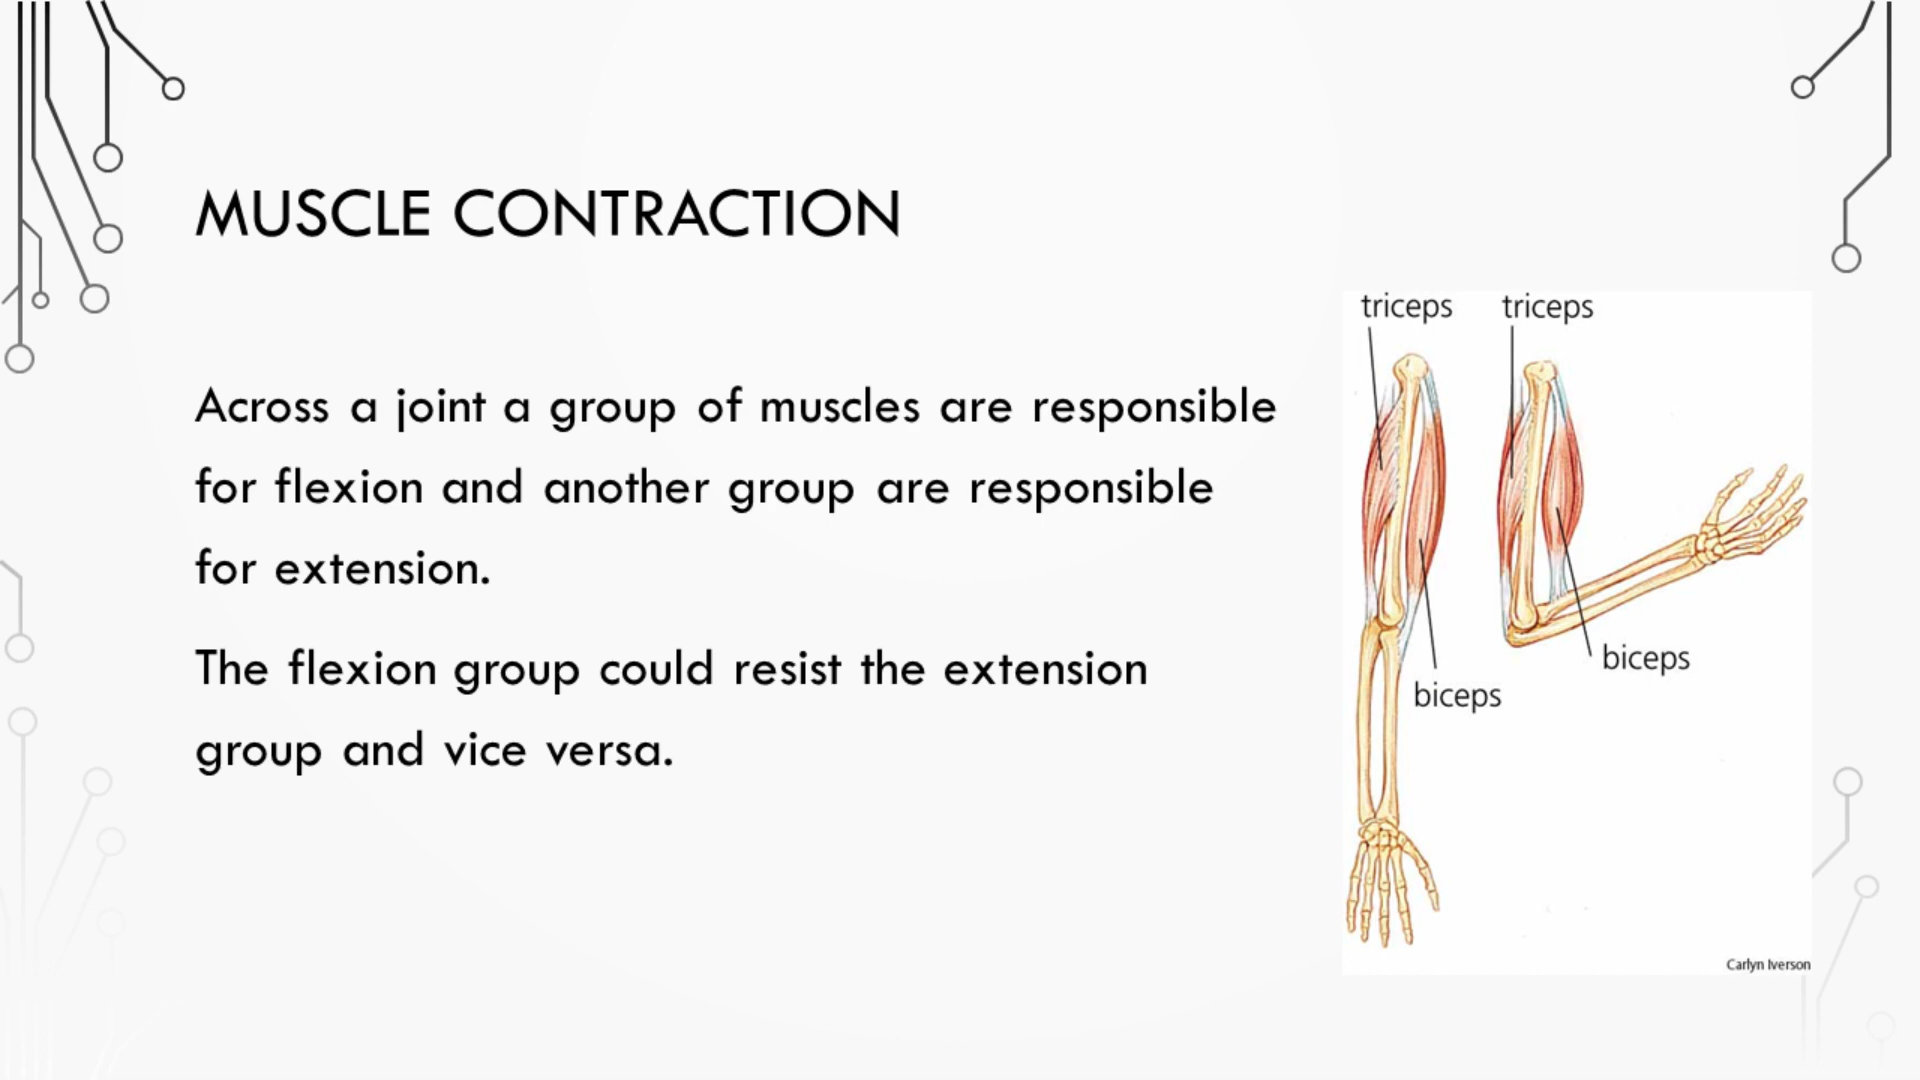 MUSCLE CONTRACTION
Across a joint a group of muscles are responsible
for flexion and another group are responsible
for extension.
The flexion group could resist the extension
group and vice versa.
triceps
triceps
biceps
biceps
Carlyn Iverson